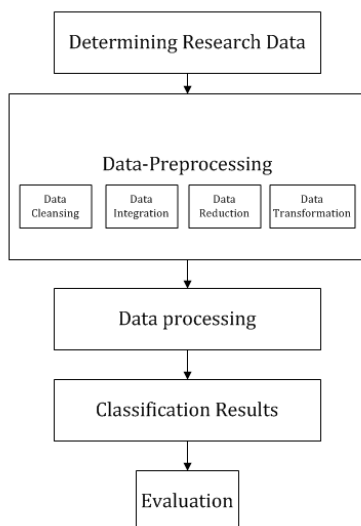 Determining Research Data
Data-Preprocessing
Data
Cleansing
Data
Integration
Data
Reduction
Data
Transformation
Data processing
Classification Results
Evaluation